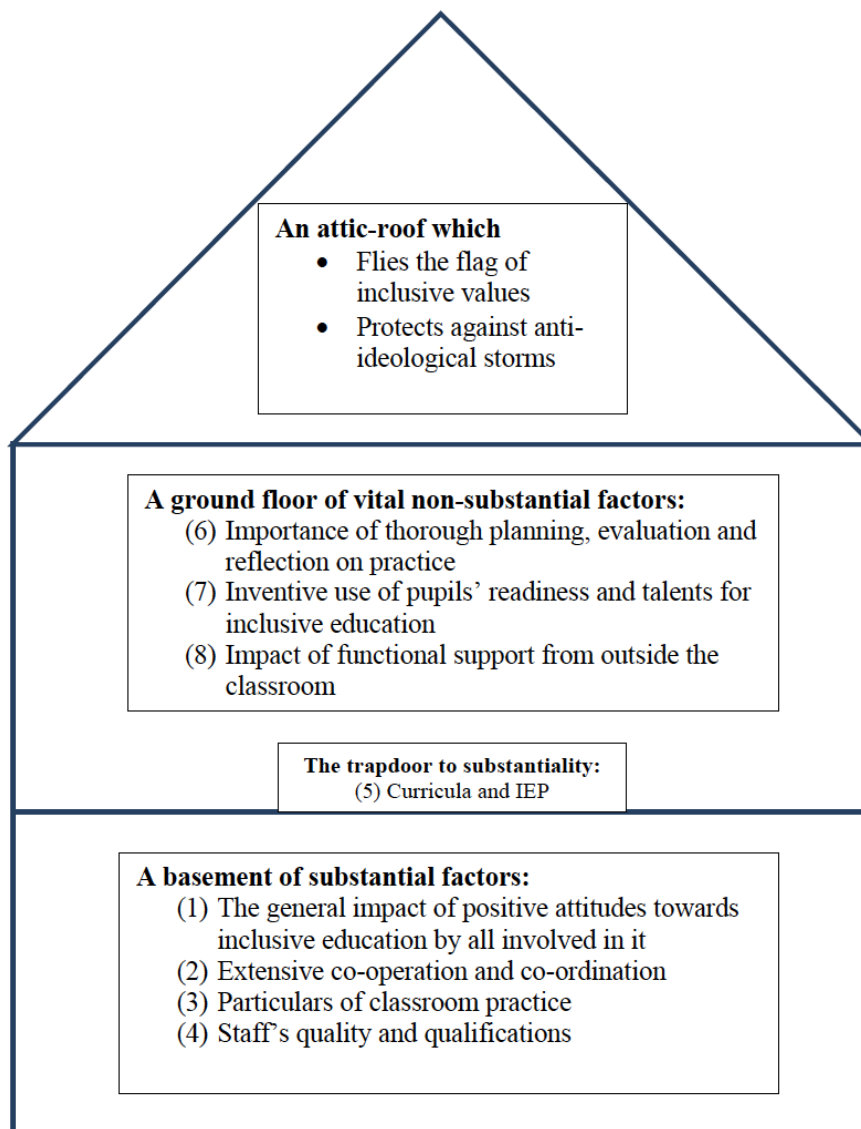 An attic-roof which
• Flies the flag of
inclusive values
• Protects against anti-
ideological storms
A ground floor of vital non-substantial factors:
(6) Importance of thorough planning, evaluation and
reflection on practice
(7) Inventive use of pupils’ readiness and talents for
inclusive education
(8) Impact of functional support from outside the
classroom
The trapdoor to substantiality:
(5) Curricula and IEP
A basement of substantial factors:
(1) The general impact of positive attitudes towards
inclusive education by all involved in it
(2) Extensive co-operation and co-ordination
(3) Particulars of classroom practice
(4) Staff’s quality and qualifications